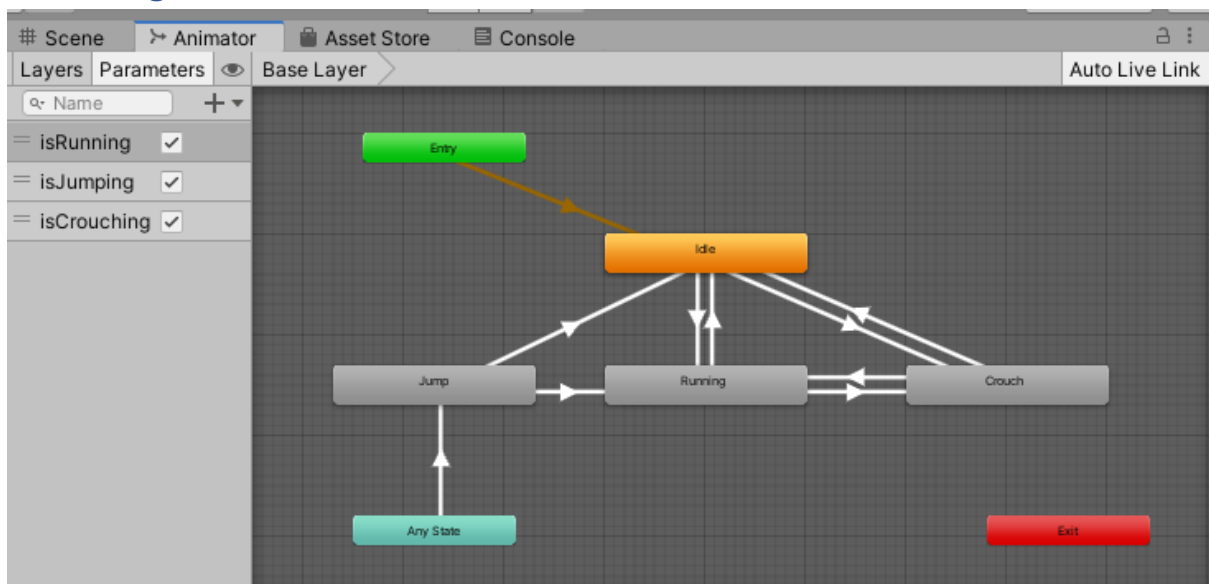 Scene Animator Asset Store Console
Layers Parameters Base Layer Auto Live Link
Name
isRunning
isJumping
isCrouching
Entry
Idle
Jump Running Crouch
Any State Exit